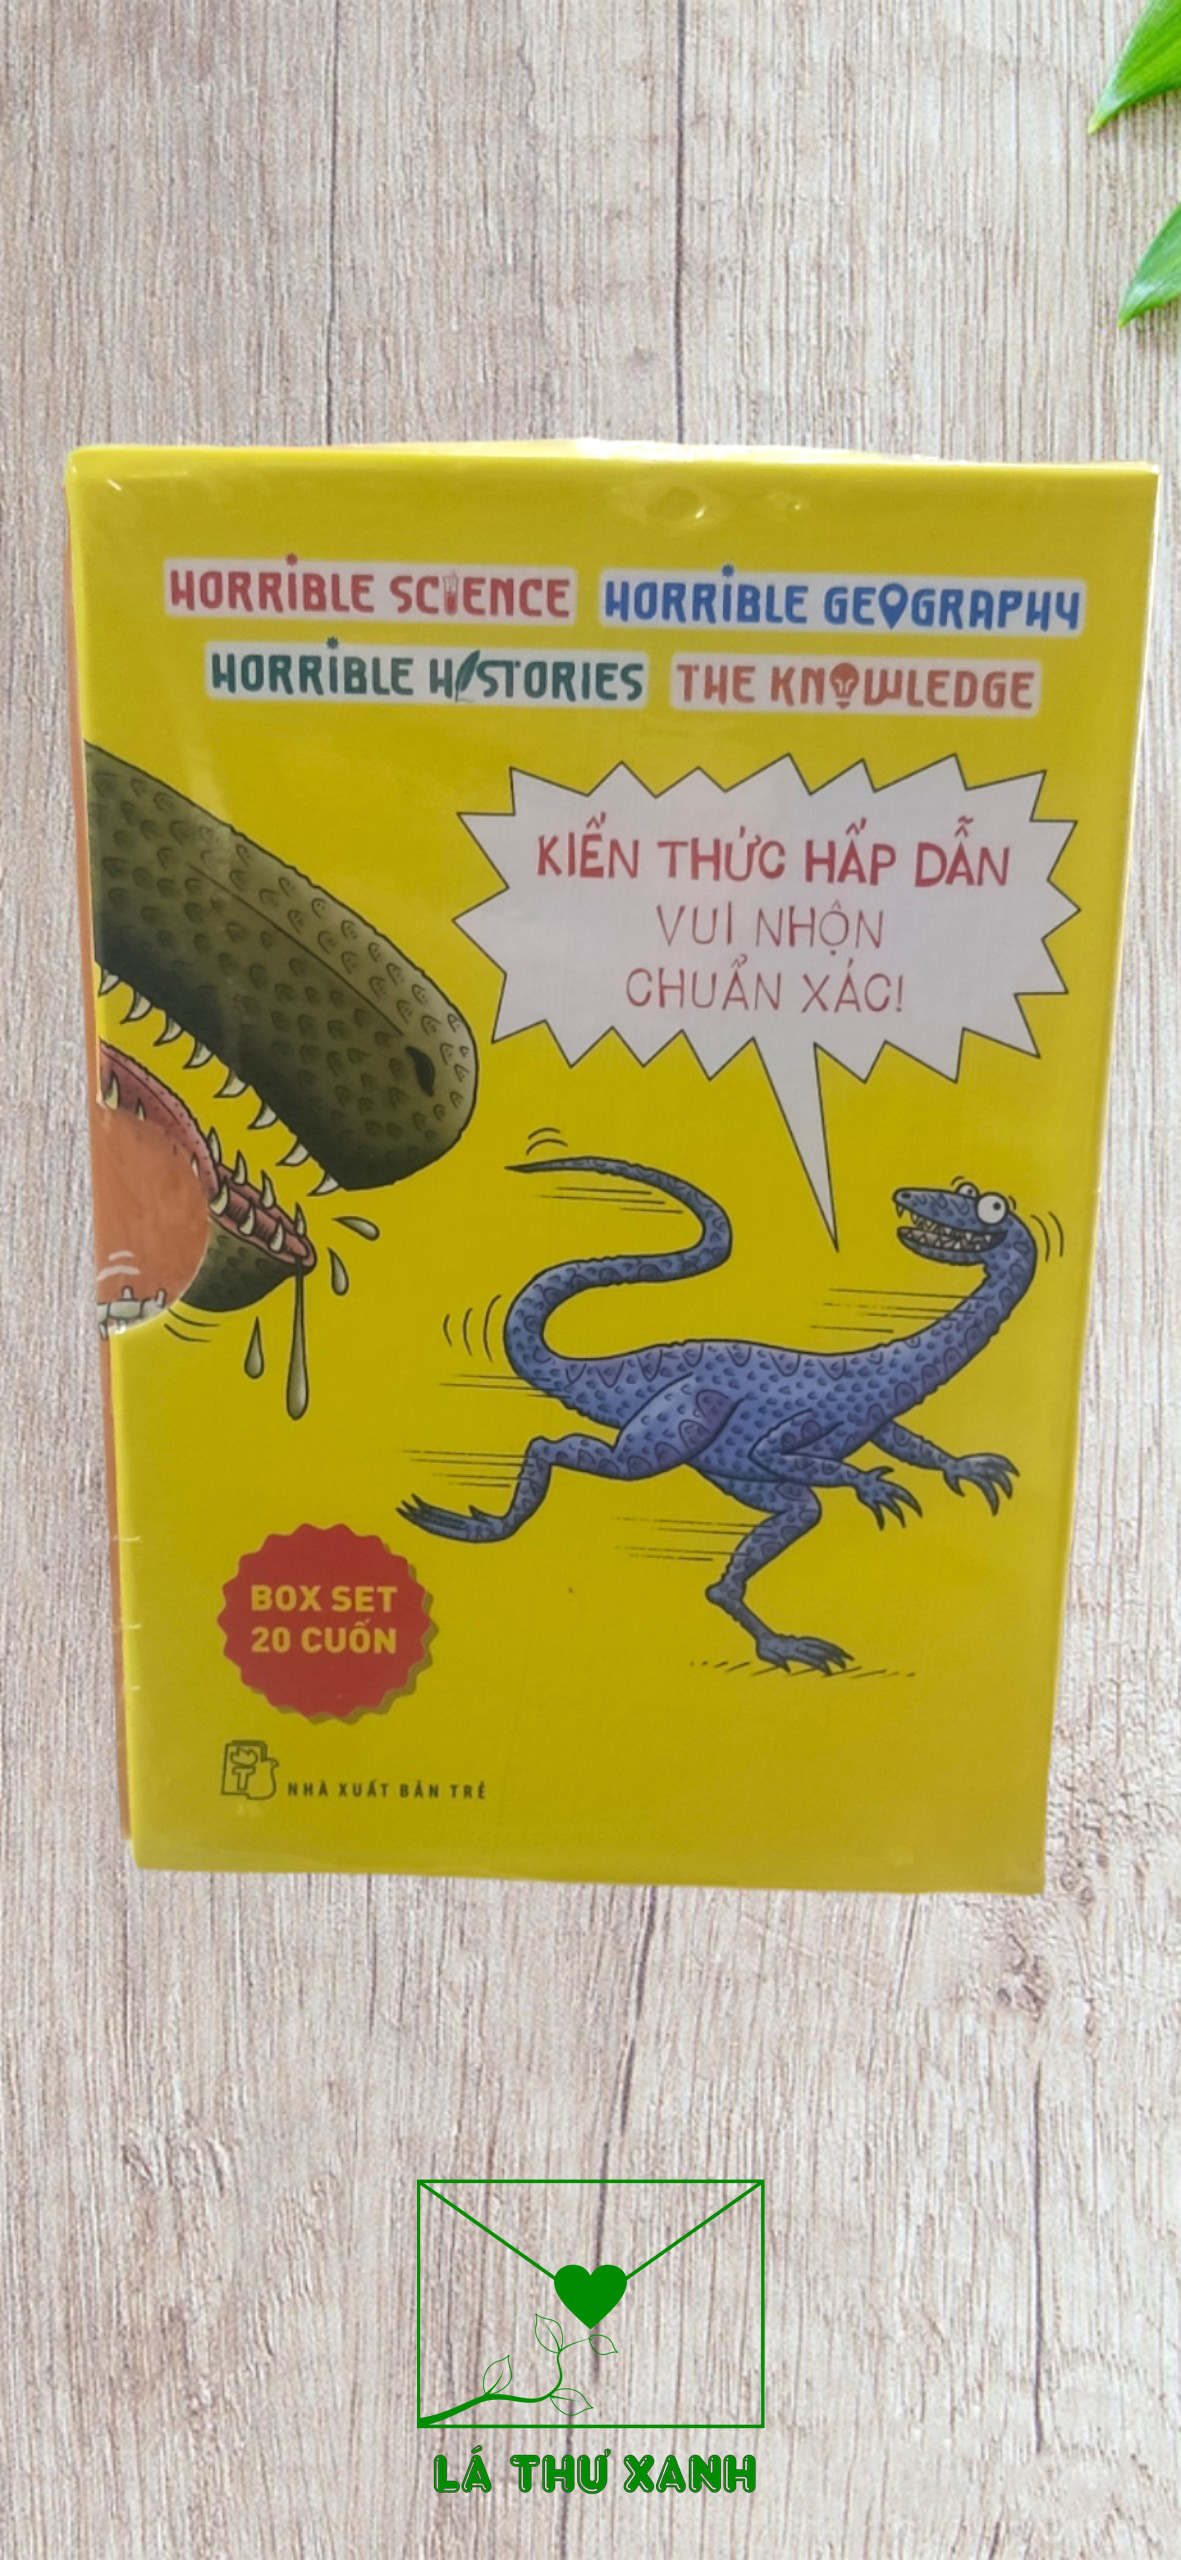 HORRIBLE SCIENCE HORRIBLE GEOGRAPHY
HORRIBLE HISTORIES THE KNOWLEDGE
KIẾN THỨC HẤP DẪN
VUI NHỘN
CHUẨN XÁC!
BOX SET
20 CUỐN
T
NHÀ XUẤT BẢN TRẺ
LÁ THƯ XANH